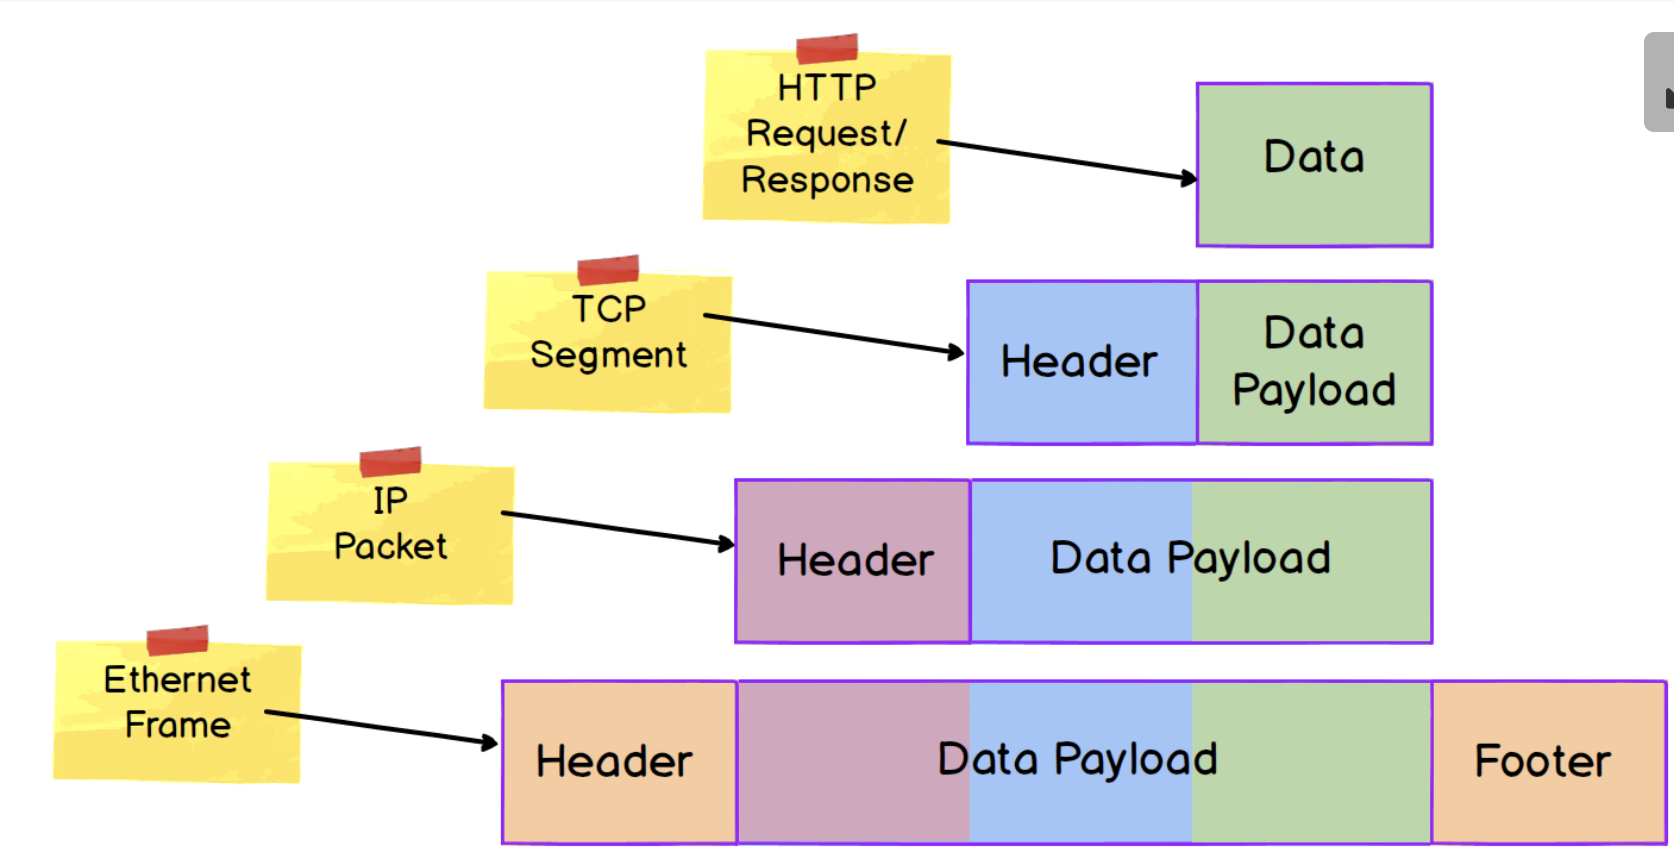 HTTP
Request/
Response
Data
TCP
Segment
Header
Data
Payload
IP
Packet
Header
Data Payload
Ethernet
Frame
Header
Data Payload
Footer